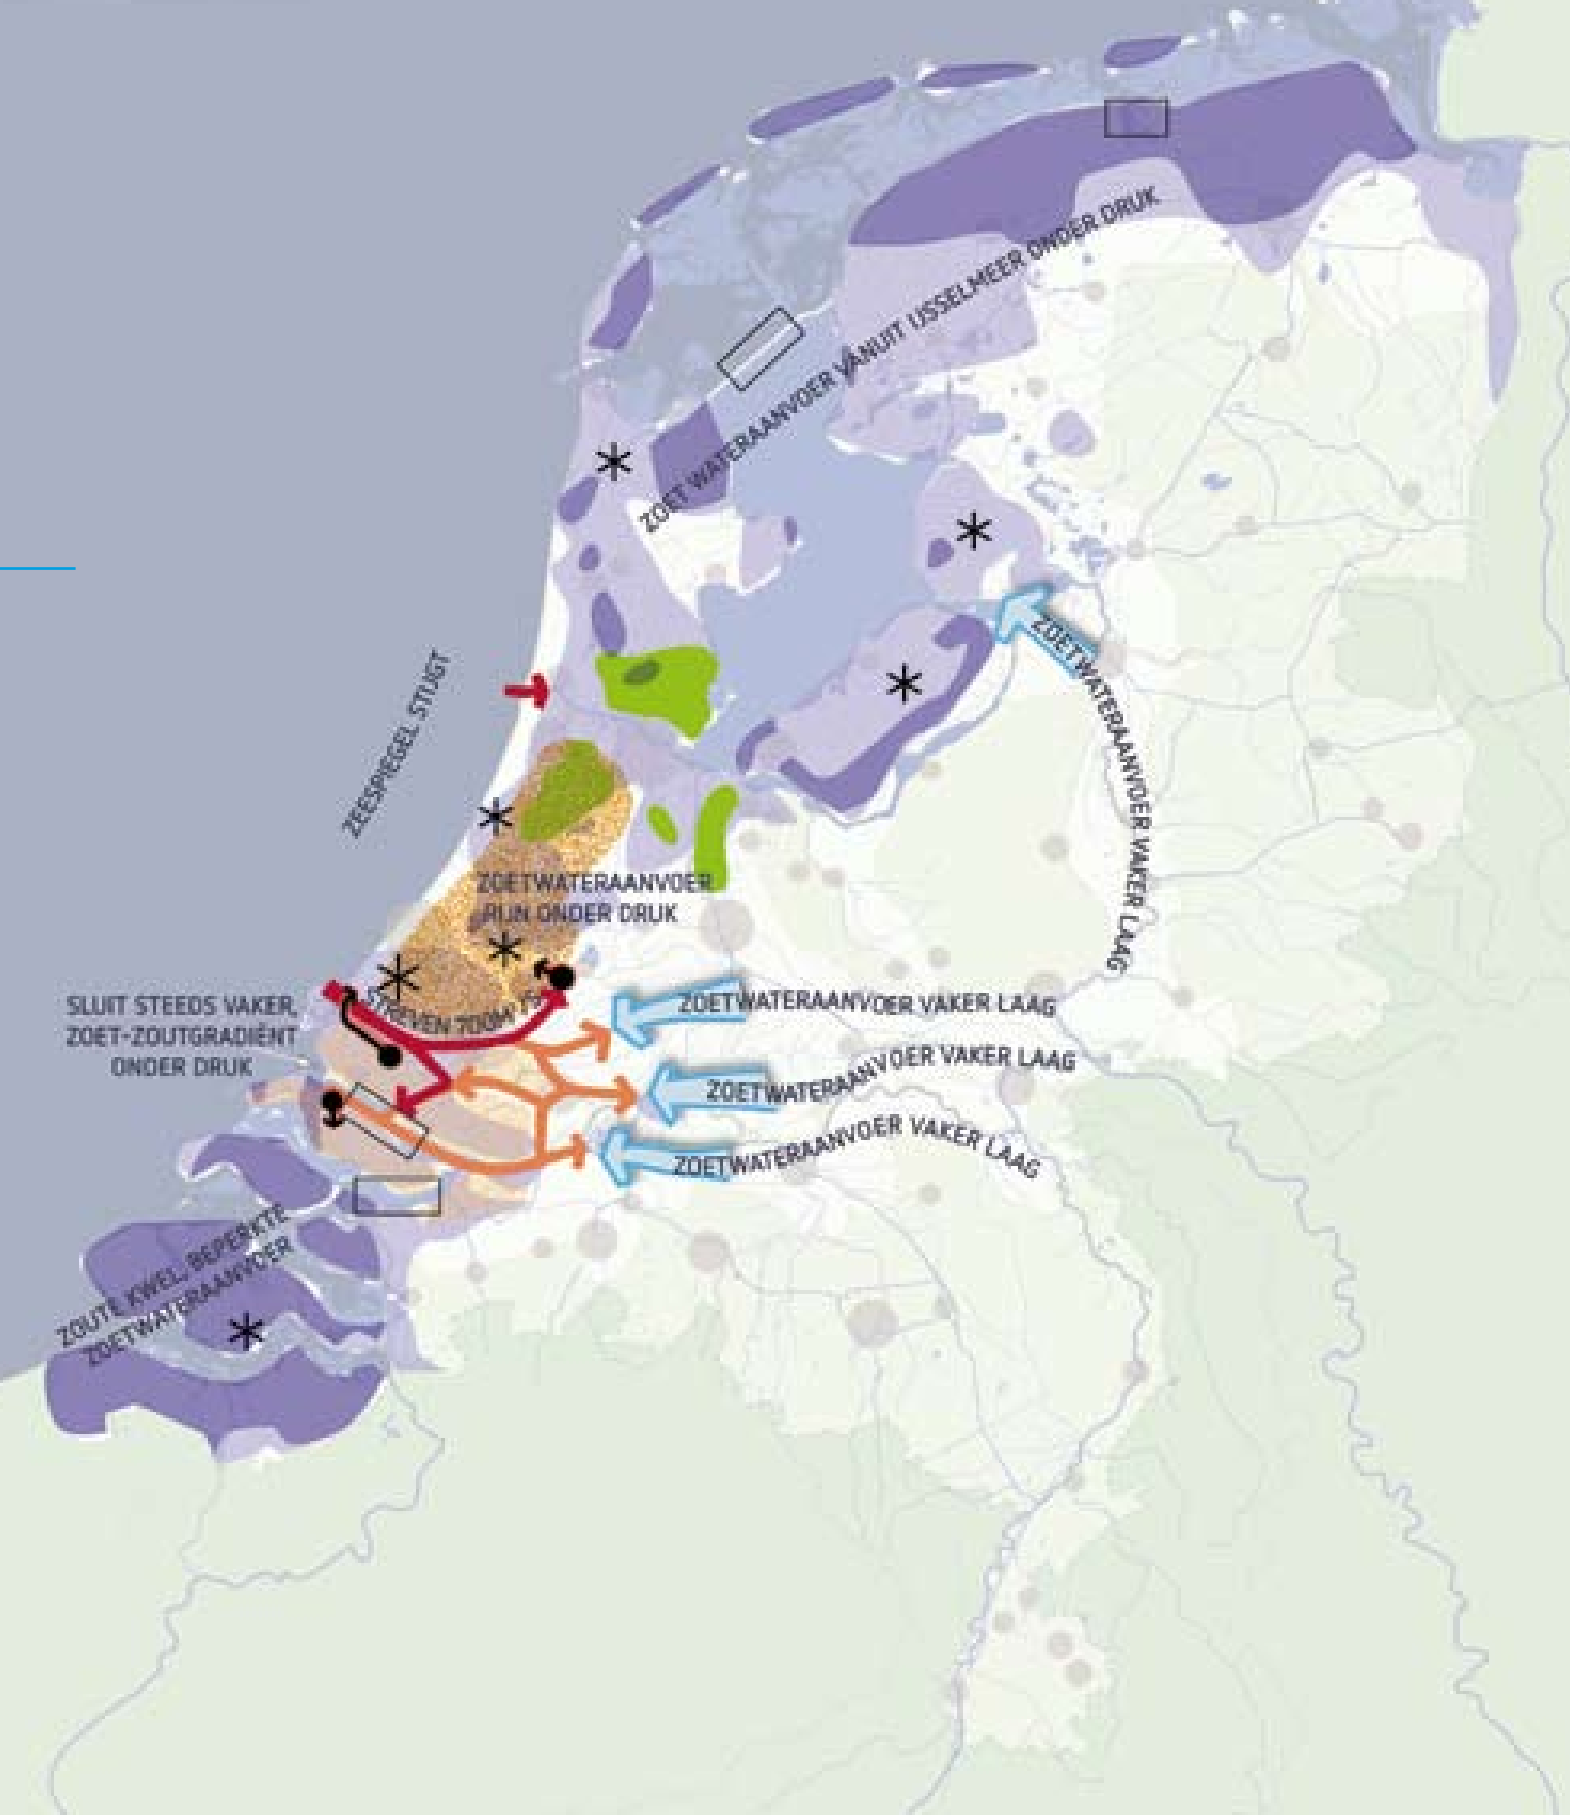 ZOET WATERAANVOER VANUIT IJSSELMEER ONDER DRUK
ZOETWATERAANVOER VAKER LAAG
ZEESPIEGEL STIJGT
ZOETWATERAANVOER
RIJN ONDER DRUK
STREVEN 700M³/S
SLUIT STEEDS VAKER,
ZOET-ZOUTGRADIËNT
ONDER DRUK
ZOETWATERAANVOER VAKER LAAG
ZOETWATERAANVOER VAKER LAAG
ZOETWATERAANVOER VAKER LAAG
ZOUTE KWEL, BEPERKTE
ZOETWATERAANVOER